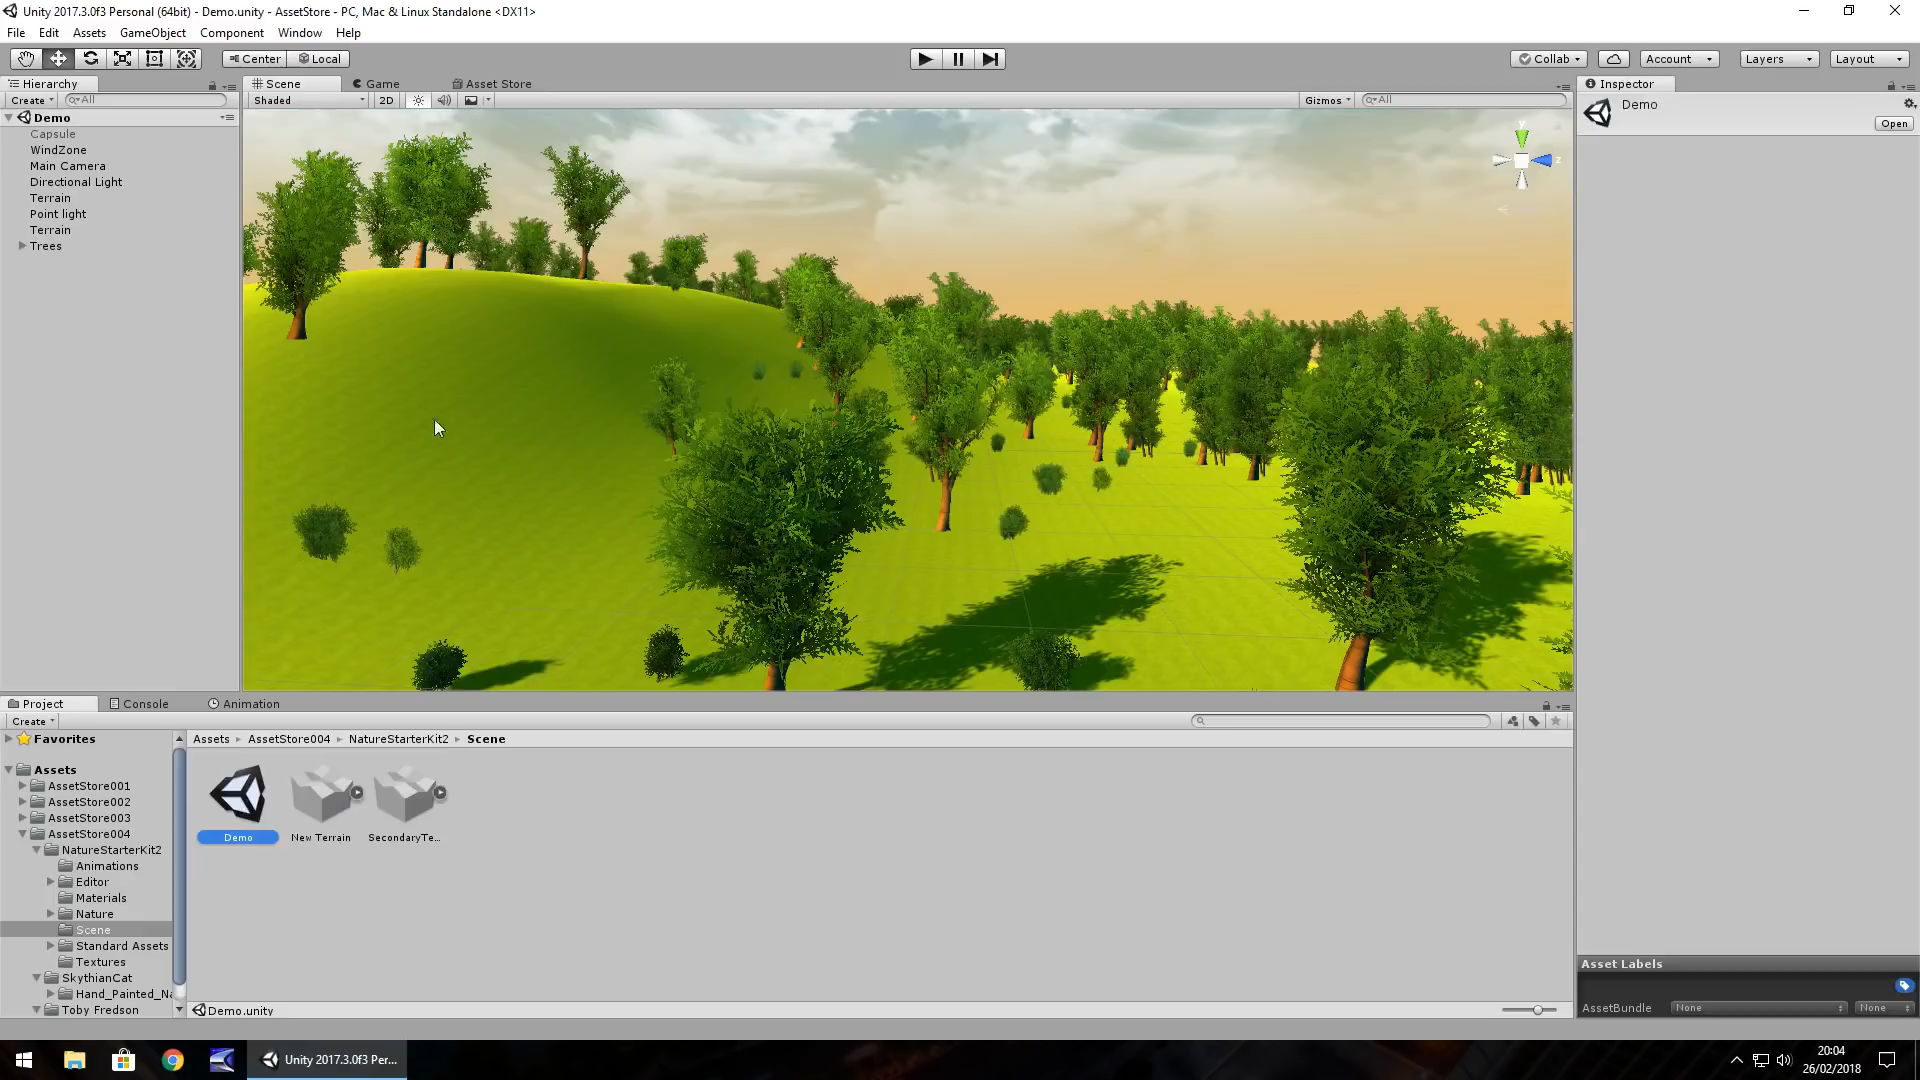 Unity 2017.3.0f3 Personal (64bit) - Demo.unity - AssetStore - PC, Mac & Linux Standalone <DX11>
File Edit Assets GameObject Component Window Help
Center Local Collab Account Layers Layout
Hierarchy
Create All
Demo
Capsule
WindZone
Main Camera
Directional Light
Terrain
Point light
Terrain
Trees
Scene Game Asset Store
Shaded 2D Gizmos All
y
z
Inspector
Demo
Open
Project Console Animation
Create
Favorites
Assets
AssetStore001
AssetStore002
AssetStore003
AssetStore004
NatureStarterKit2
Animations
Editor
Materials
Nature
Scene
Standard Assets
Textures
SkythianCat
Hand_Painted_Na
Toby Fredson
Assets AssetStore004 NatureStarterKit2 Scene
Demo New Terrain SecondaryTe...
Demo.unity
Asset Labels
AssetBundle None None
Unity 2017.3.0f3 Per...
20:04
26/02/2018